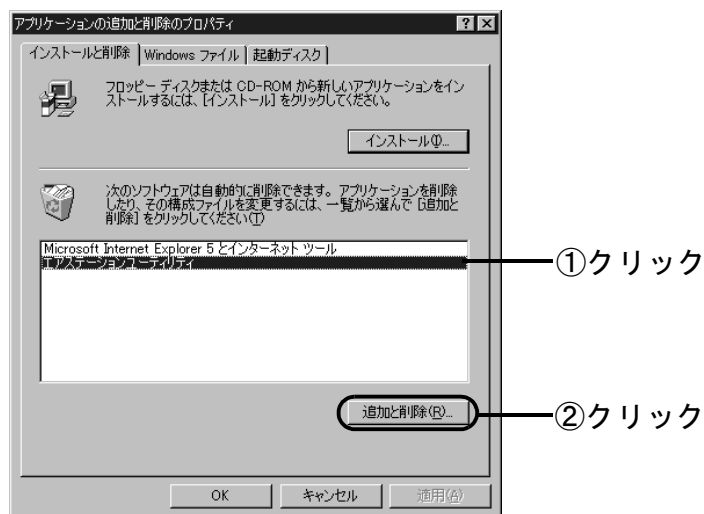 アプリケーションの追加と削除のプロパティ
インストールと削除 Windows ファイル 起動ディスク
フロッピー ディスクまたは CD-ROM から新しいアプリケーションをイン
ストールするには、[インストール] をクリックしてください。
インストール(I)...
次のソフトウェアは自動的に削除できます。アプリケーションを削除
したり、その構成ファイルを変更するには、一覧から選んで [追加と
削除] をクリックしてください(T)
Microsoft Internet Explorer 5 とインターネット ツール
エアステーションユーティリティ
①クリック
追加と削除(R)...
②クリック
OK キャンセル 適用(A)